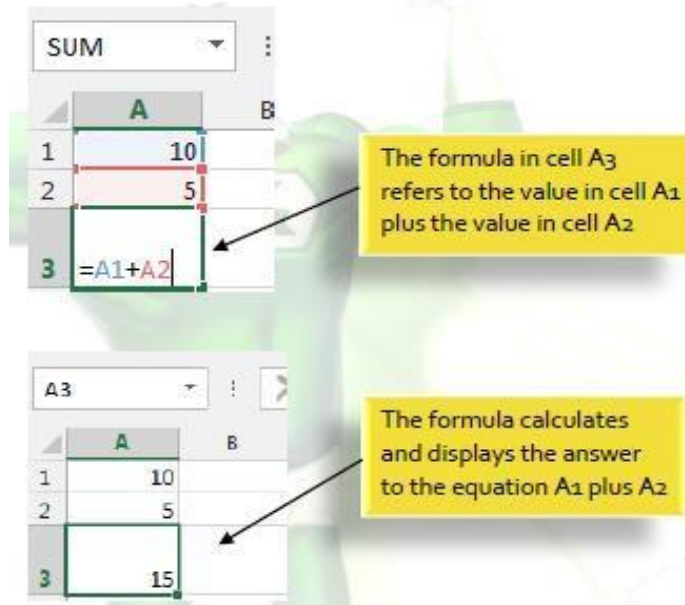 SUM
A B
1 10
2 5
3 =A1+A2
The formula in cell A3
refers to the value in cell A1
plus the value in cell A2
A3
A B
1 10
2 5
3 15
The formula calculates
and displays the answer
to the equation A1 plus A2